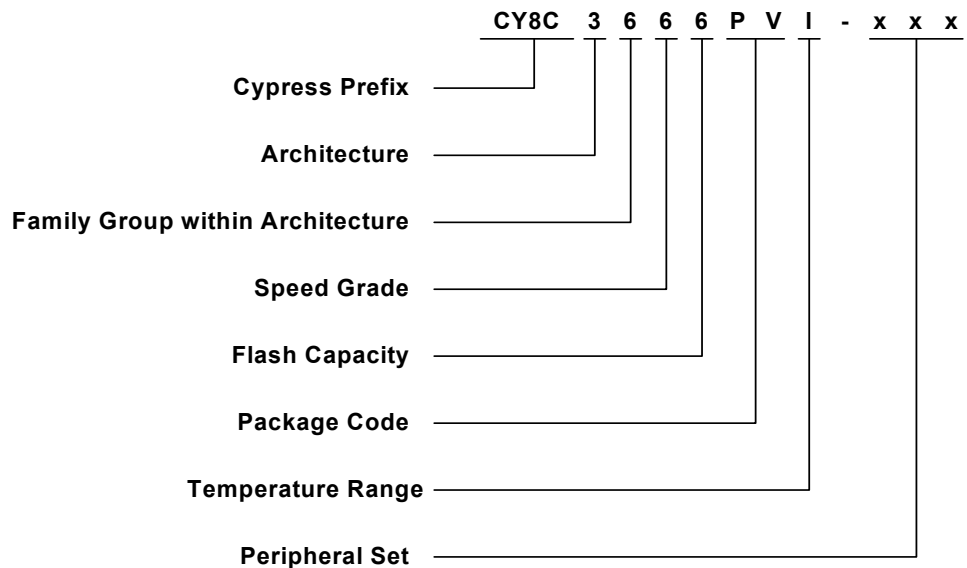 CY8C 3 6 6 6 P V I - x x x
Cypress Prefix
Architecture
Family Group within Architecture
Speed Grade
Flash Capacity
Package Code
Temperature Range
Peripheral Set